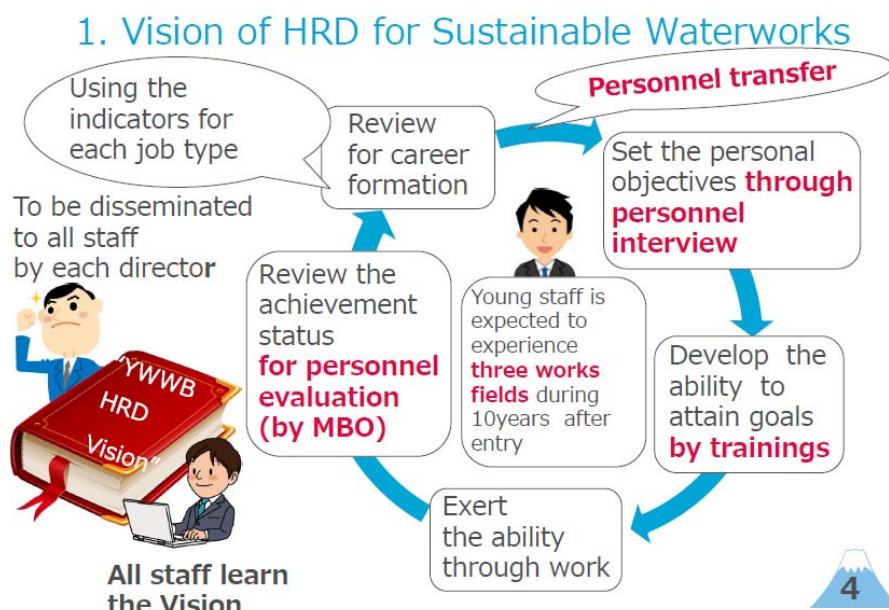 1. Vision of HRD for Sustainable Waterworks
Using the
indicators for
each job type
Review
for career
formation
Personnel transfer
Set the personal
objectives through
personnel
interview
To be disseminated
to all staff
by each director
Review the
achievement
status
for personnel
evaluation
(by MBO)
Young staff is
expected to
experience
three works
fields during
10years after
entry
Develop the
ability to
attain goals
by trainings
"YWWB
HRD
Vision"
Exert
the ability
through work
All staff learn
the Vision
4